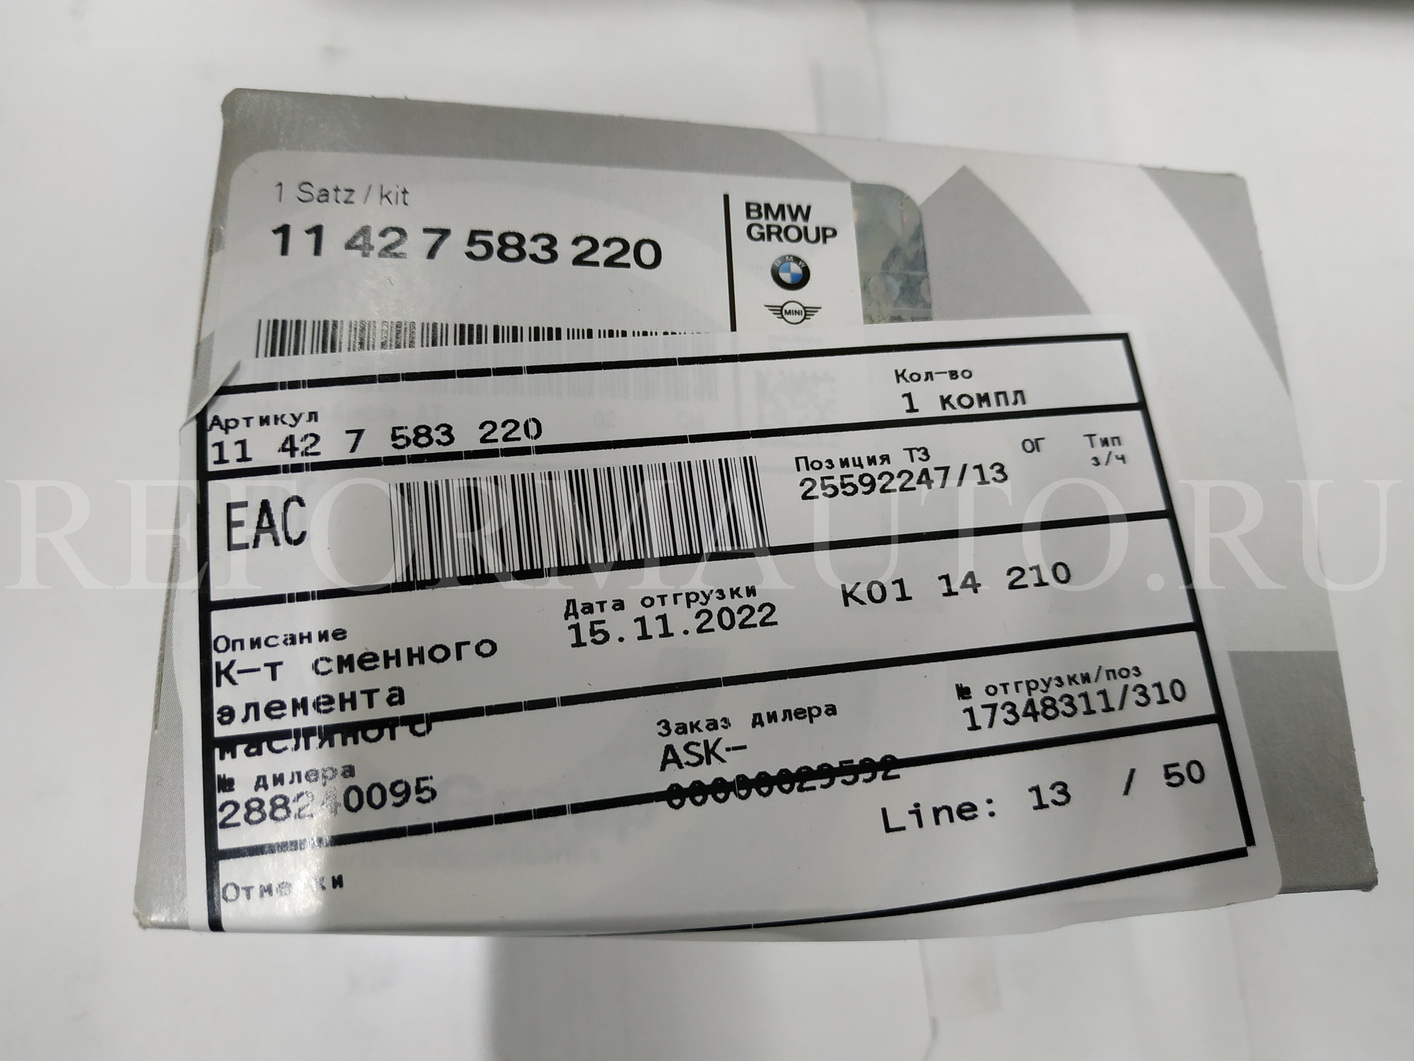 1 Satz / kit
11 42 7 583 220
BMW
GROUP
BMW
MINI
Артикул
11 42 7 583 220
Кол-во
1 компл
EAC
Позиция ТЗ
25592247/13
ОГ
Тип
з/ч
Описание
К-т сменного
элемента
масляного
Дата отгрузки
15.11.2022
K01 14 210
№ дилера
288240095
Заказ дилера
ASK-
00000029592
№ отгрузки/поз
17348311/310
Line: 13 / 50
Отметки
REFORMAUTO.RU